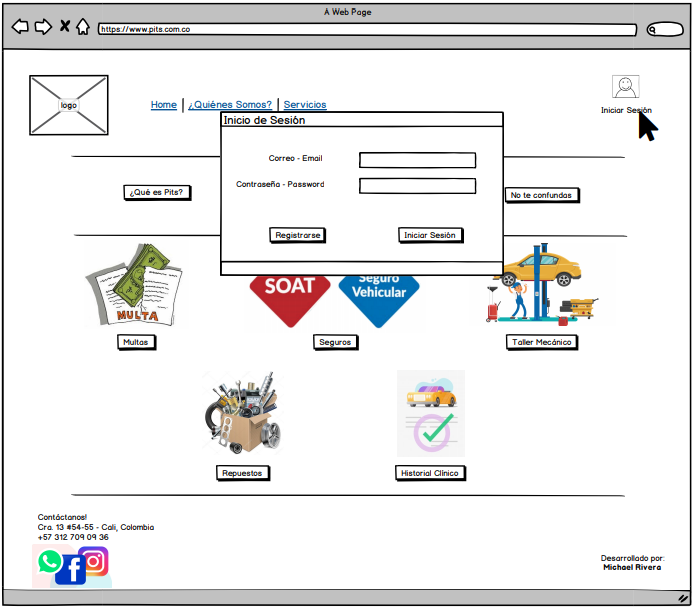 A Web Page
https://www.pits.com.co
logo
Home | ¿Quiénes Somos? | Servicios
Iniciar Sesión
Inicio de Sesión
Correo - Email
Contraseña - Password
Registrarse
Iniciar Sesión
¿Qué es Pits?
No te confundas
MULTA
SOAT
Seguro
Vehicular
Multas
Seguros
Taller Mecánico
Repuestos
Historial Clínico
Contáctanos!
Cra. 13 #54-55 - Cali, Colombia
+57 312 709 09 36
Desarrollado por:
Michael Rivera